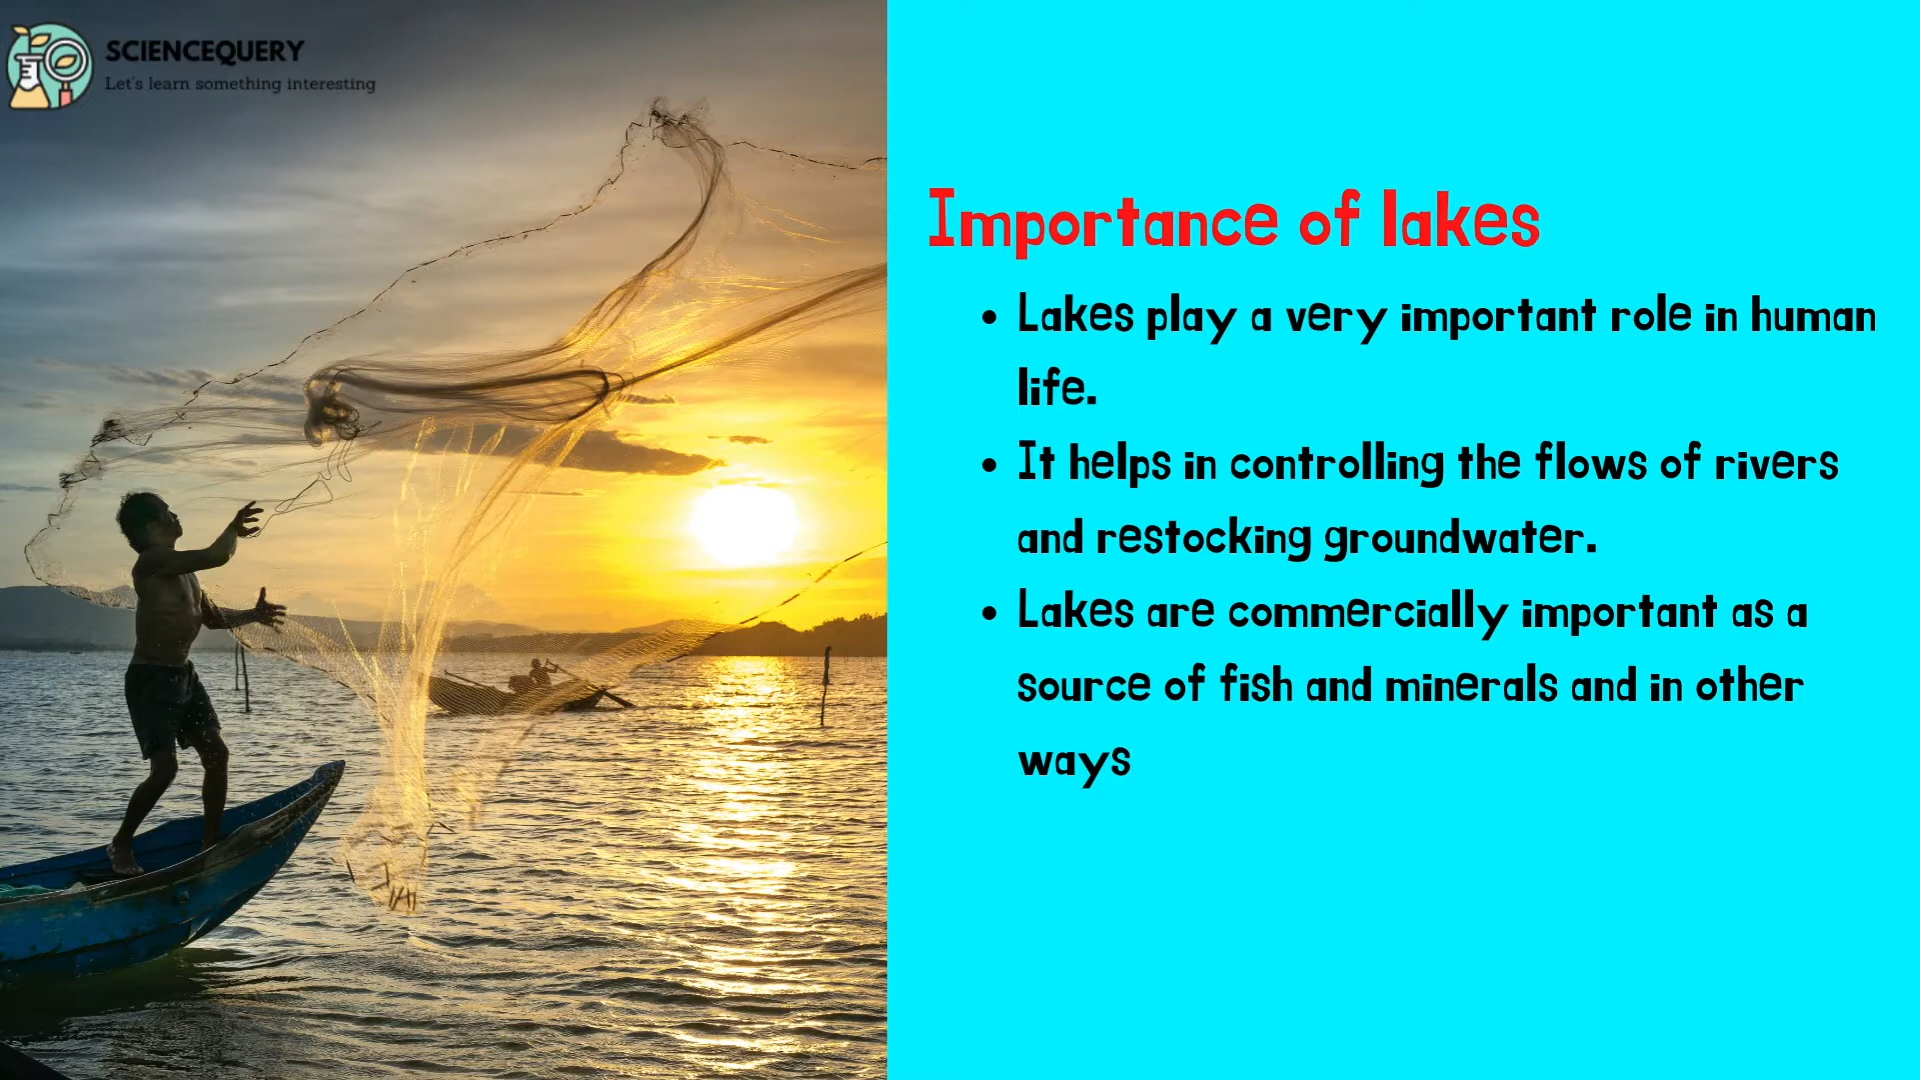 SCIENCEQUERY
Let's learn something interesting
Importance of lakes
• Lakes play a very important role in human
life.
• It helps in controlling the flows of rivers
and restocking groundwater.
• Lakes are commercially important as a
source of fish and minerals and in other
ways